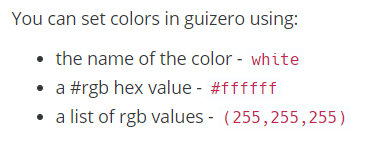 You can set colors in guizero using:
• the name of the color - white
• a #rgb hex value - #ffffff
• a list of rgb values - (255,255,255)